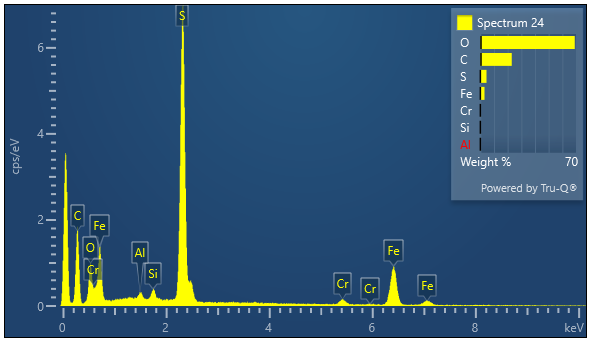 S
Spectrum 24
O
C
S
Fe
Cr
Si
Al
Weight % 70
Powered by Tru-Q®
6
4
cps/eV
2
C
Fe
O
Cr
Al
Si
Fe
Cr
Cr
Fe
0
0 2 4 6 8 keV